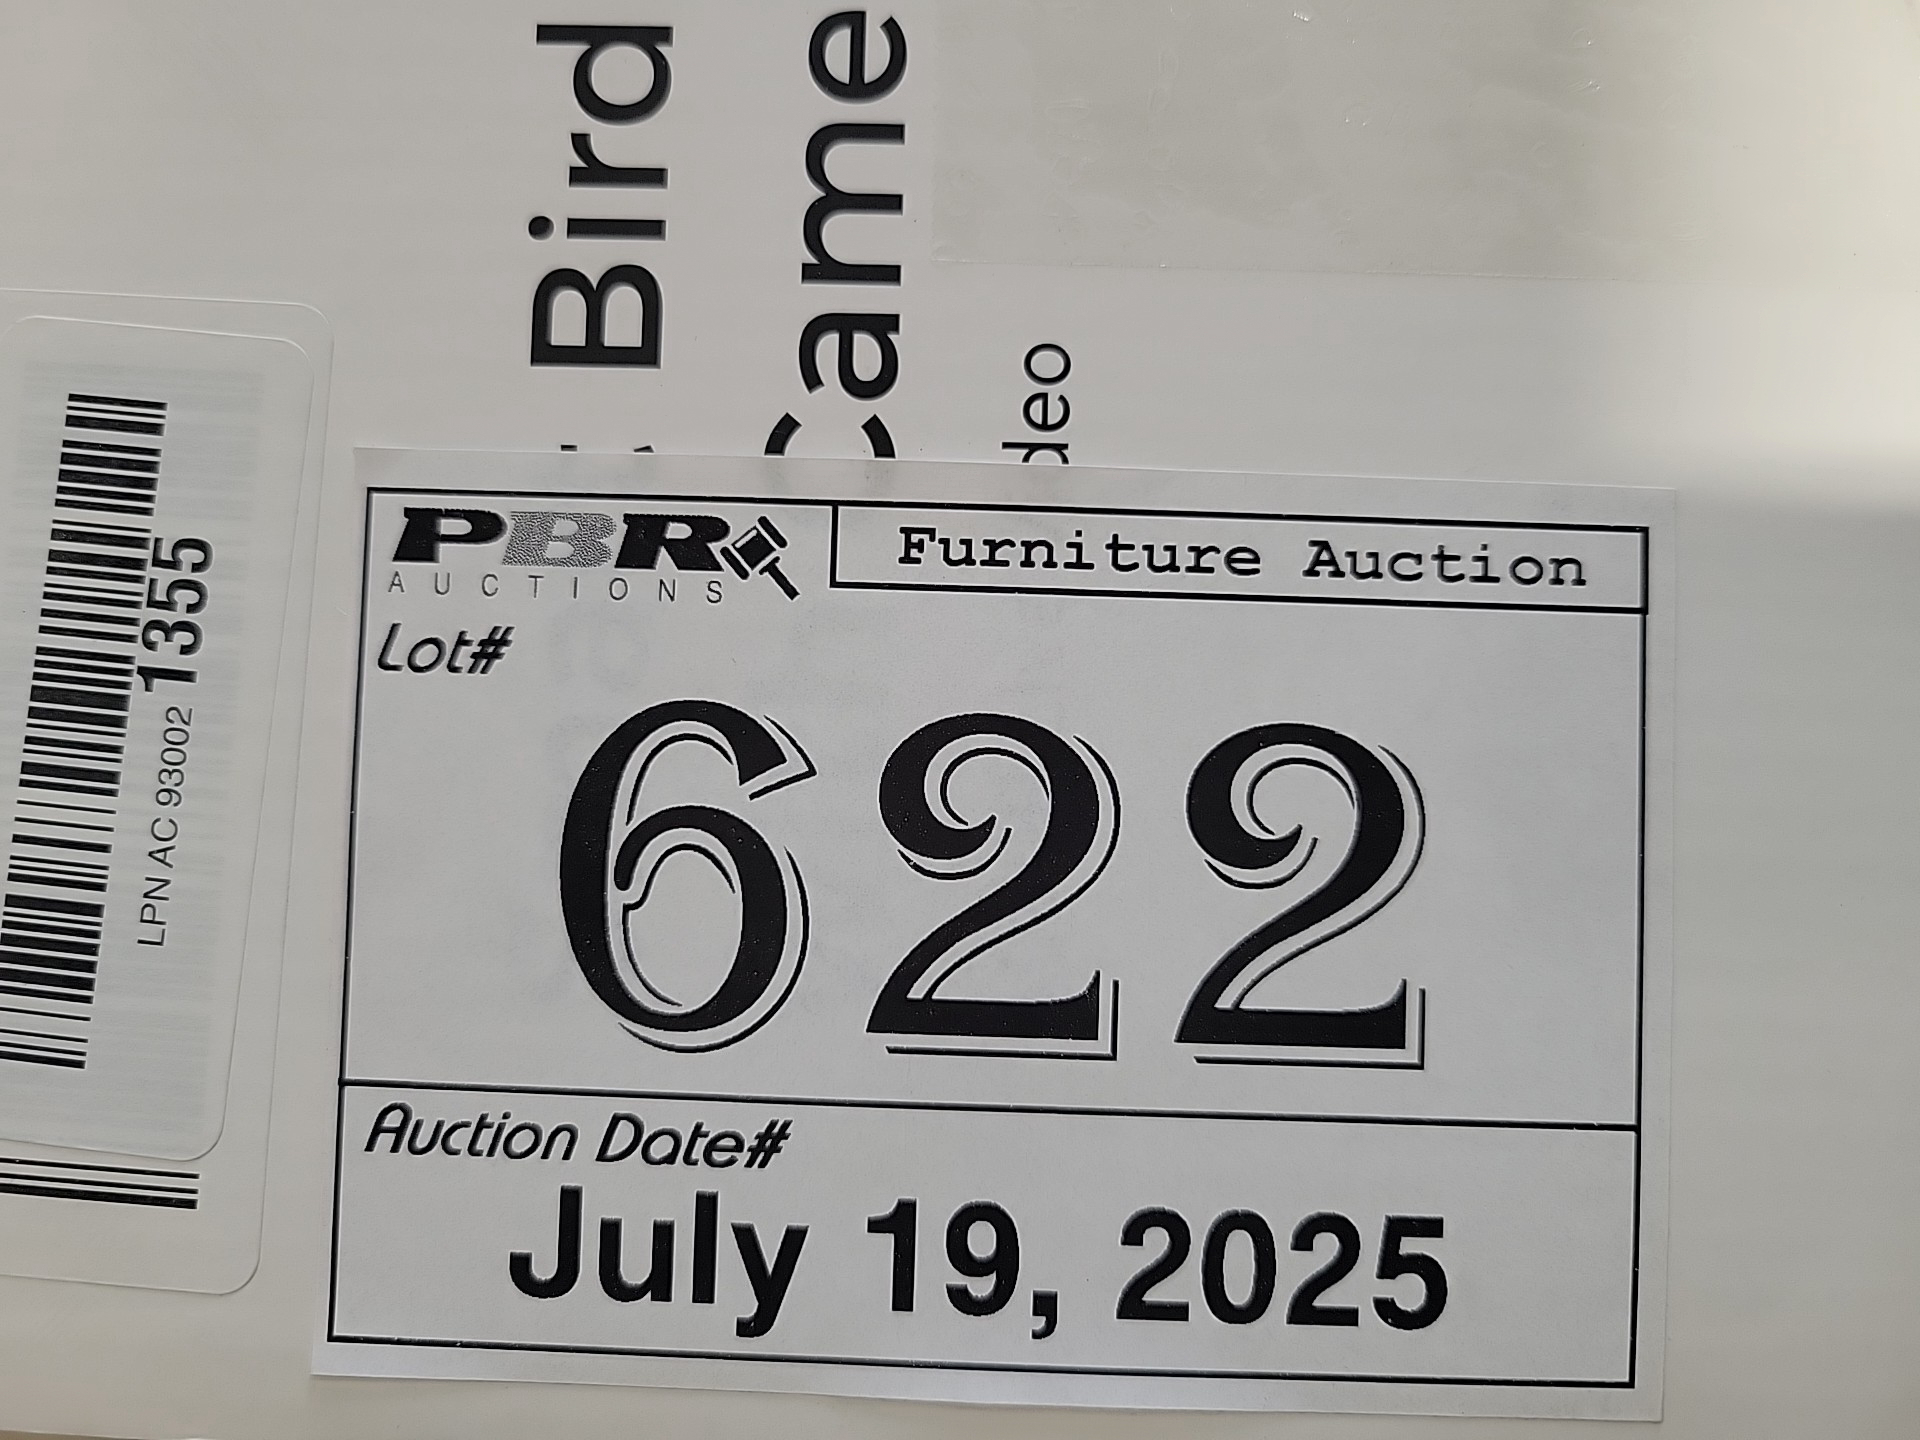 Bird
Came
deo
PBR
AUCTIONS
Furniture Auction
Lot#
622
Auction Date#
July 19, 2025
LPN AC 93002 1355